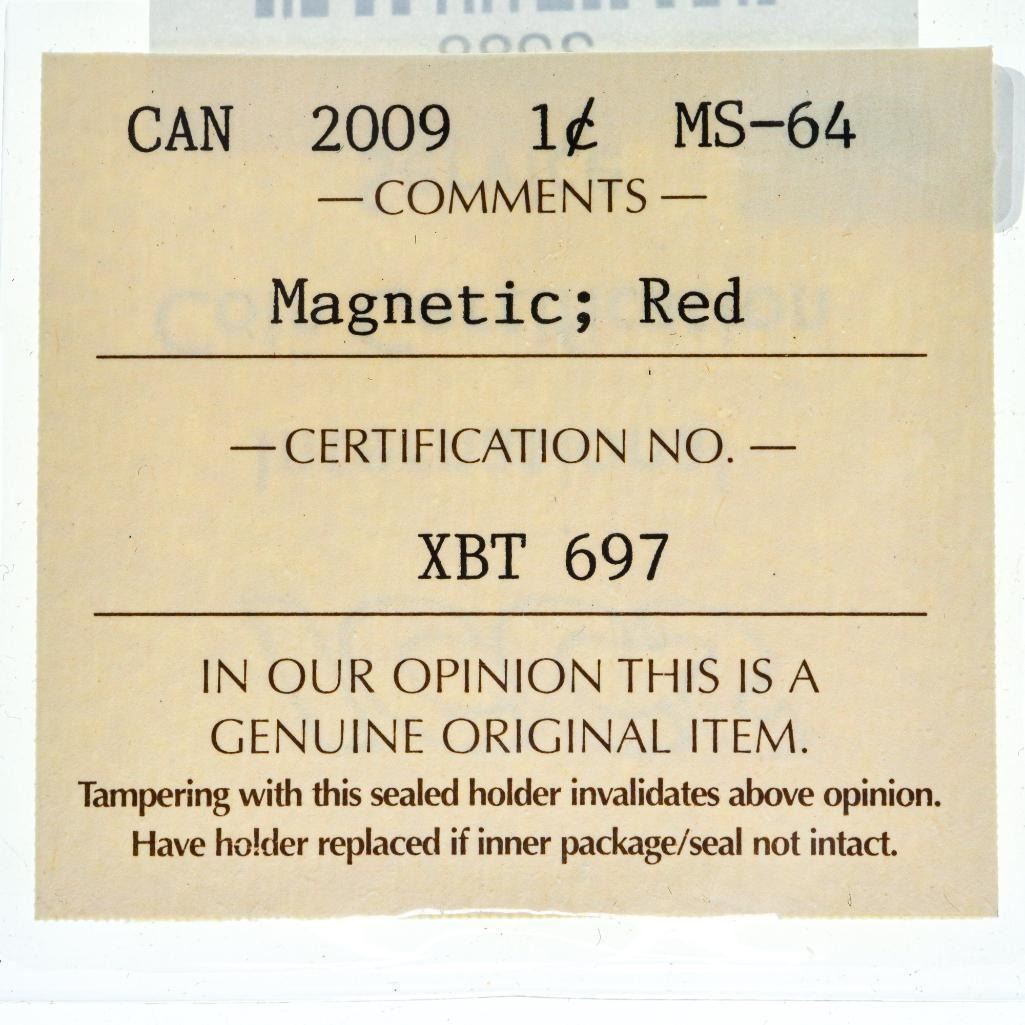 CAN 2009 1¢ MS-64
— COMMENTS —
Magnetic; Red
— CERTIFICATION NO. —
XBT 697
IN OUR OPINION THIS IS A
GENUINE ORIGINAL ITEM.
Tampering with this sealed holder invalidates above opinion.
Have holder replaced if inner package/seal not intact.